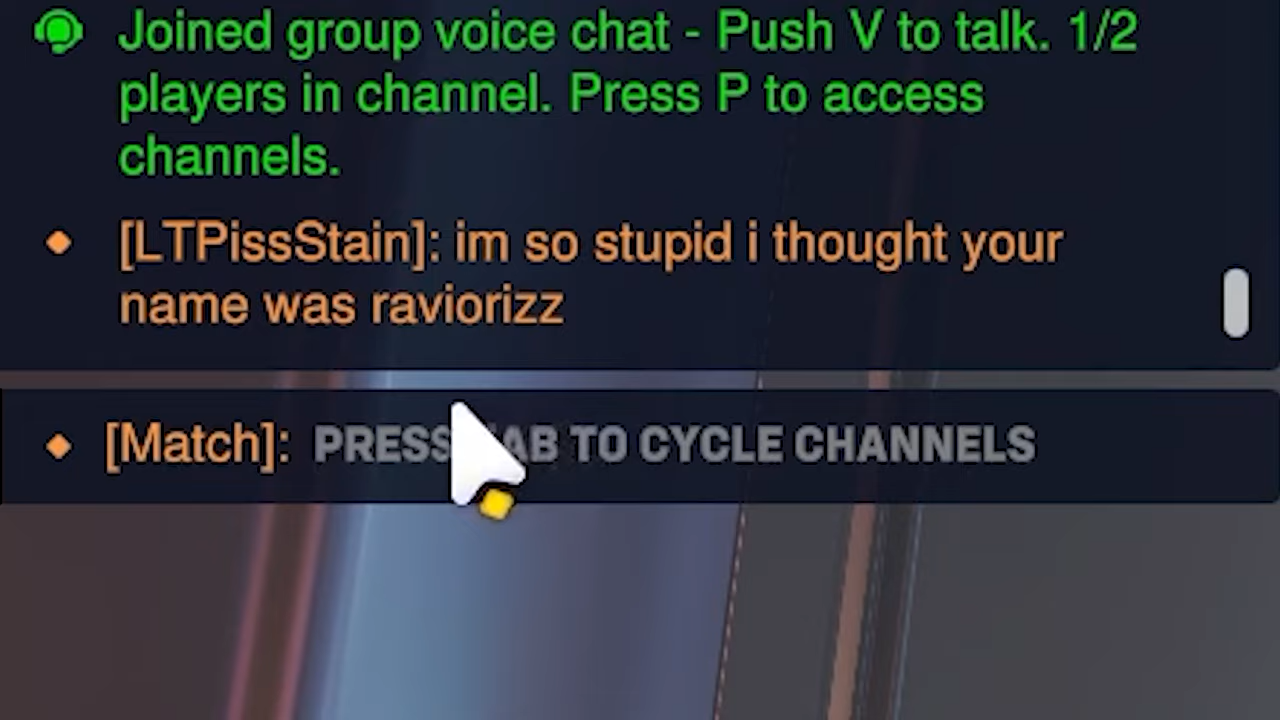 Joined group voice chat - Push V to talk. 1/2
players in channel. Press P to access
channels.
[LTPissStain]: im so stupid i thought your
name was raviorizz
[Match]: PRESS TO CYCLE CHANNELS